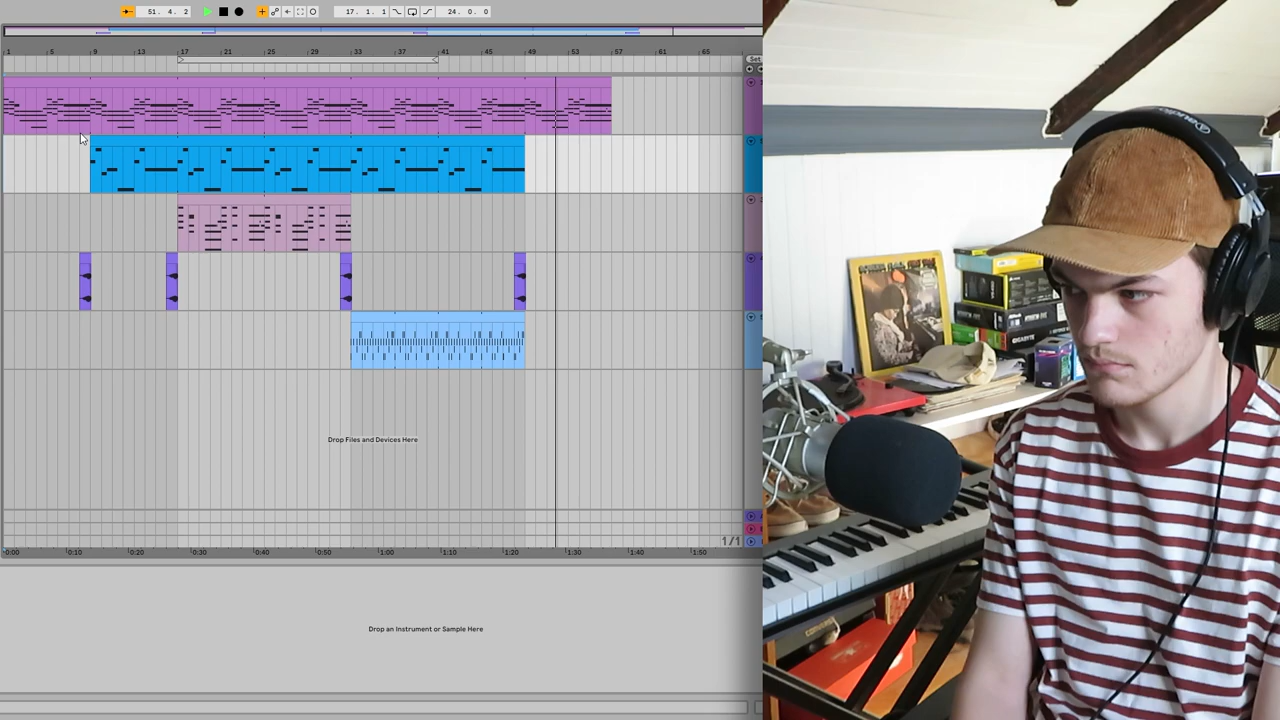 51. 4. 2
17. 1. 1
24. 0. 0
1 5 9 13 17 21 25 29 33 37 41 45 49 53 57 61 65
Set
Drop Files and Devices Here
1/1
0:00 0:10 0:20 0:30 0:40 0:50 1:00 1:10 1:20 1:30 1:40 1:50
Drop an Instrument or Sample Here
GIGABYTE